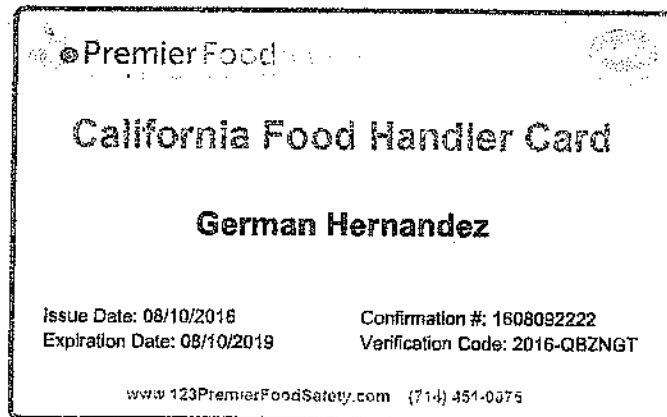 Premier Food
California Food Handler Card
German Hernandez
Issue Date: 08/10/2016
Expiration Date: 08/10/2019
Confirmation #: 1608092222
Verification Code: 2016-QBZNGT
www.123PremierFoodSafety.com (714) 451-0075